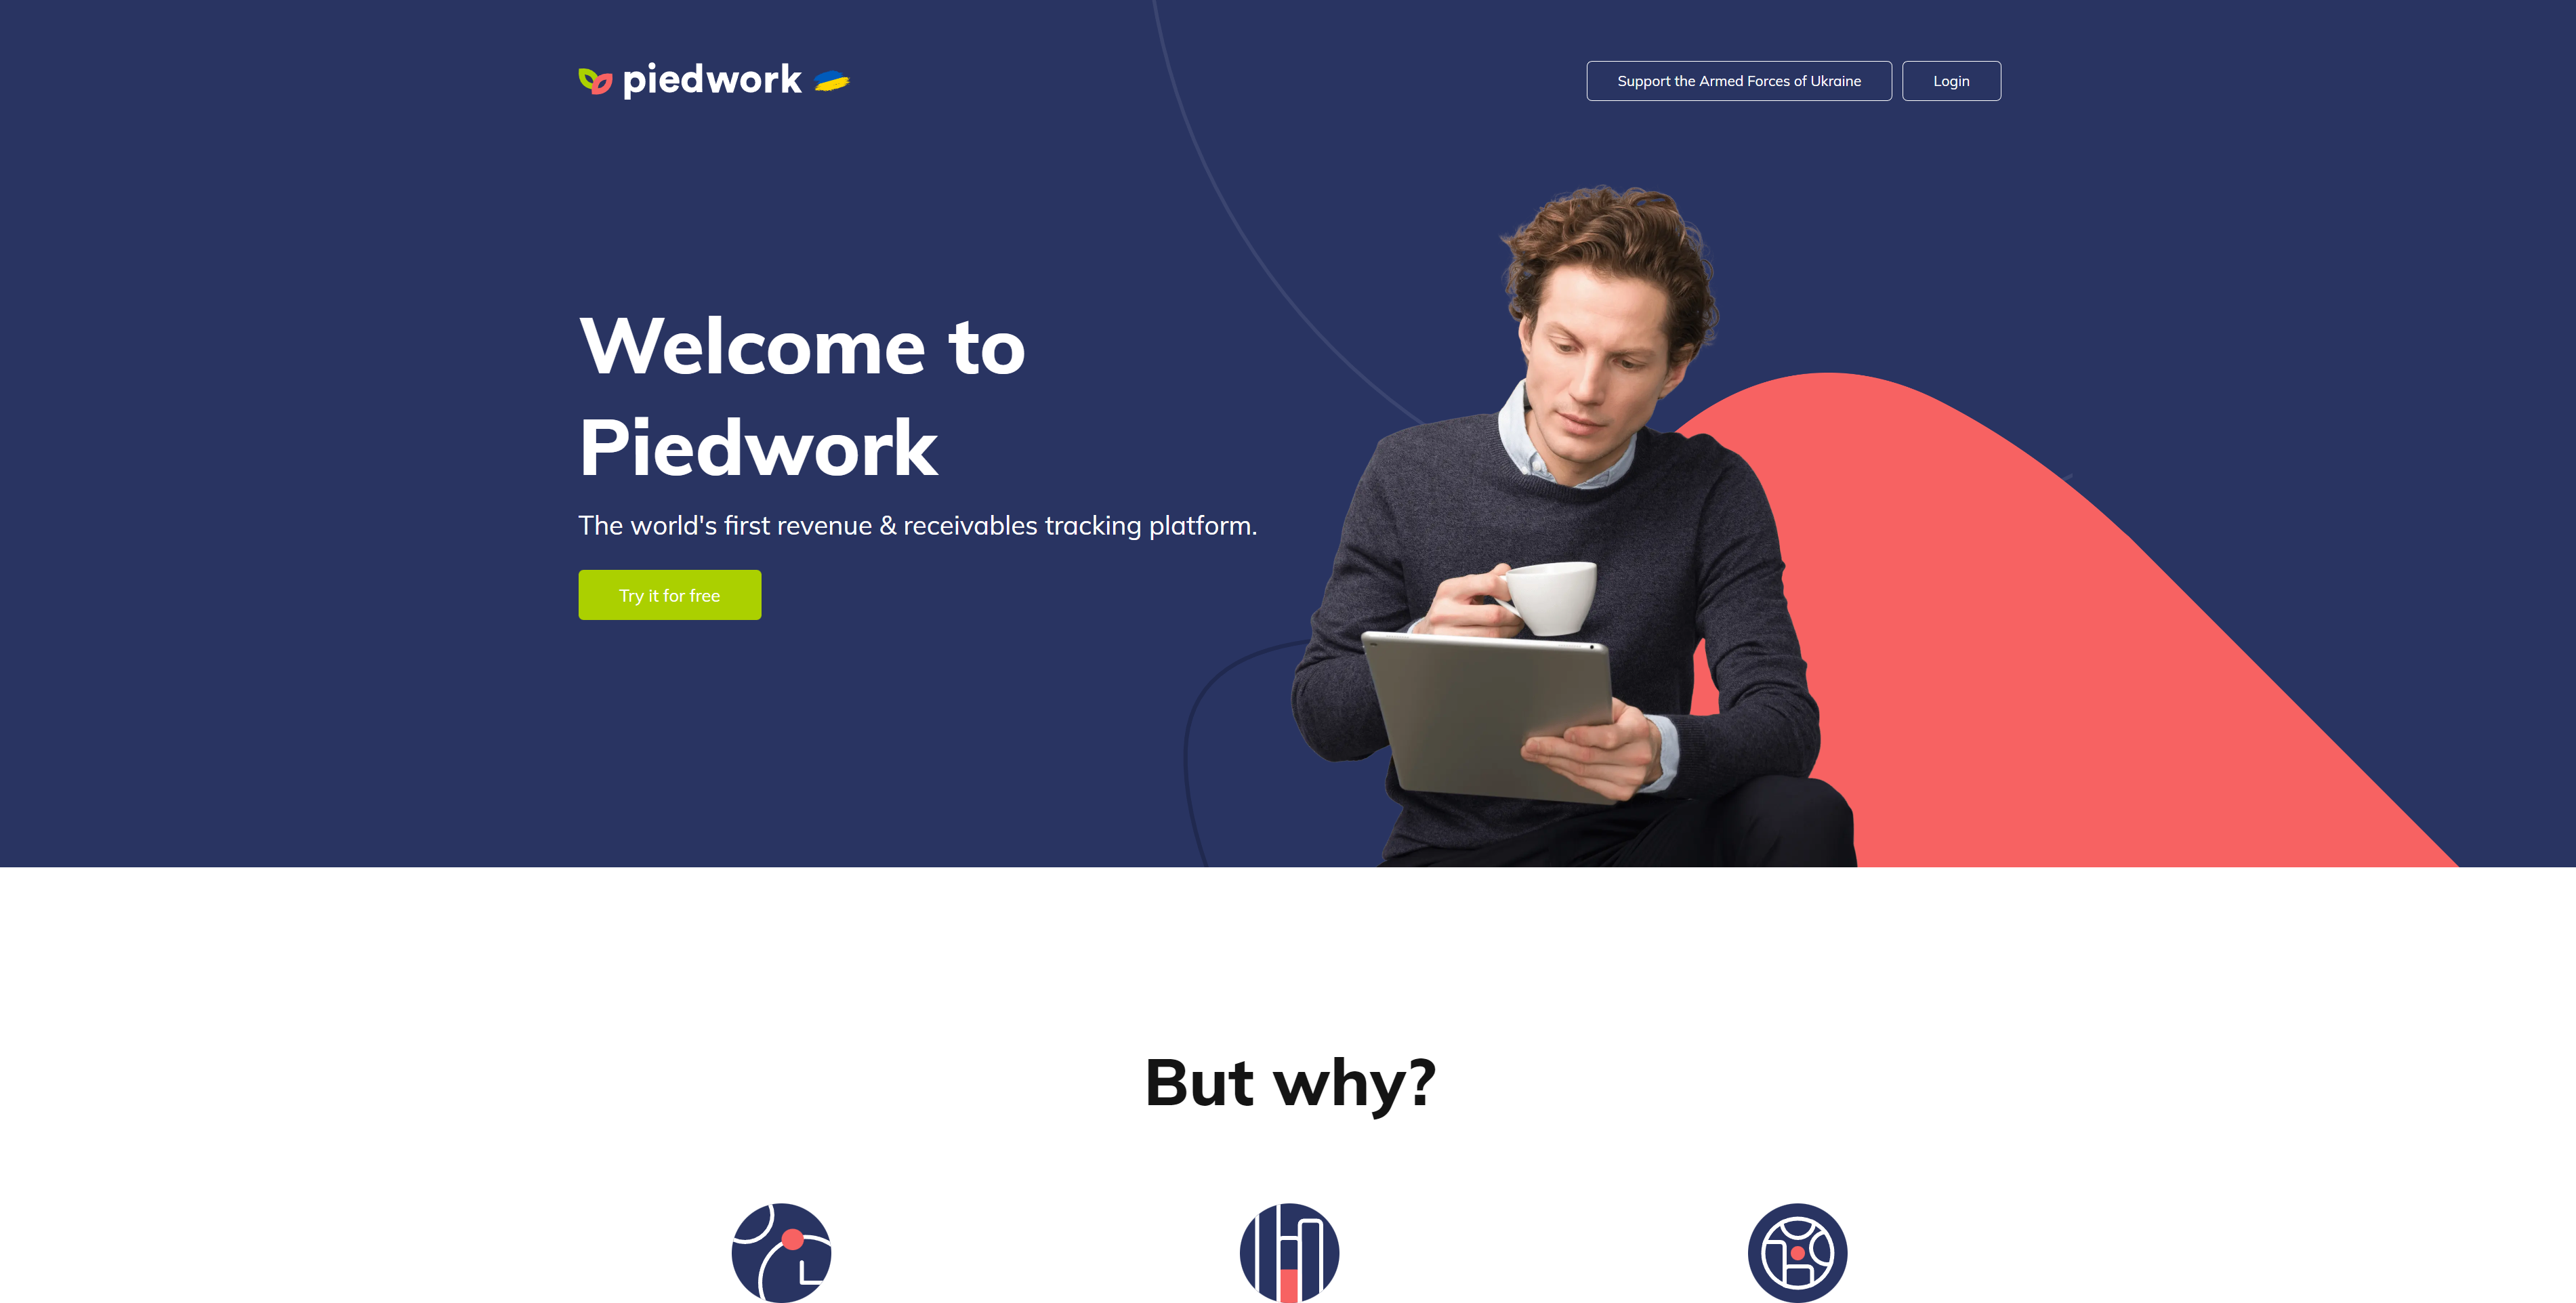 piedwork
Support the Armed Forces of Ukraine
Login
Welcome to
Piedwork
The world's first revenue & receivables tracking platform.
Try it for free
But why?